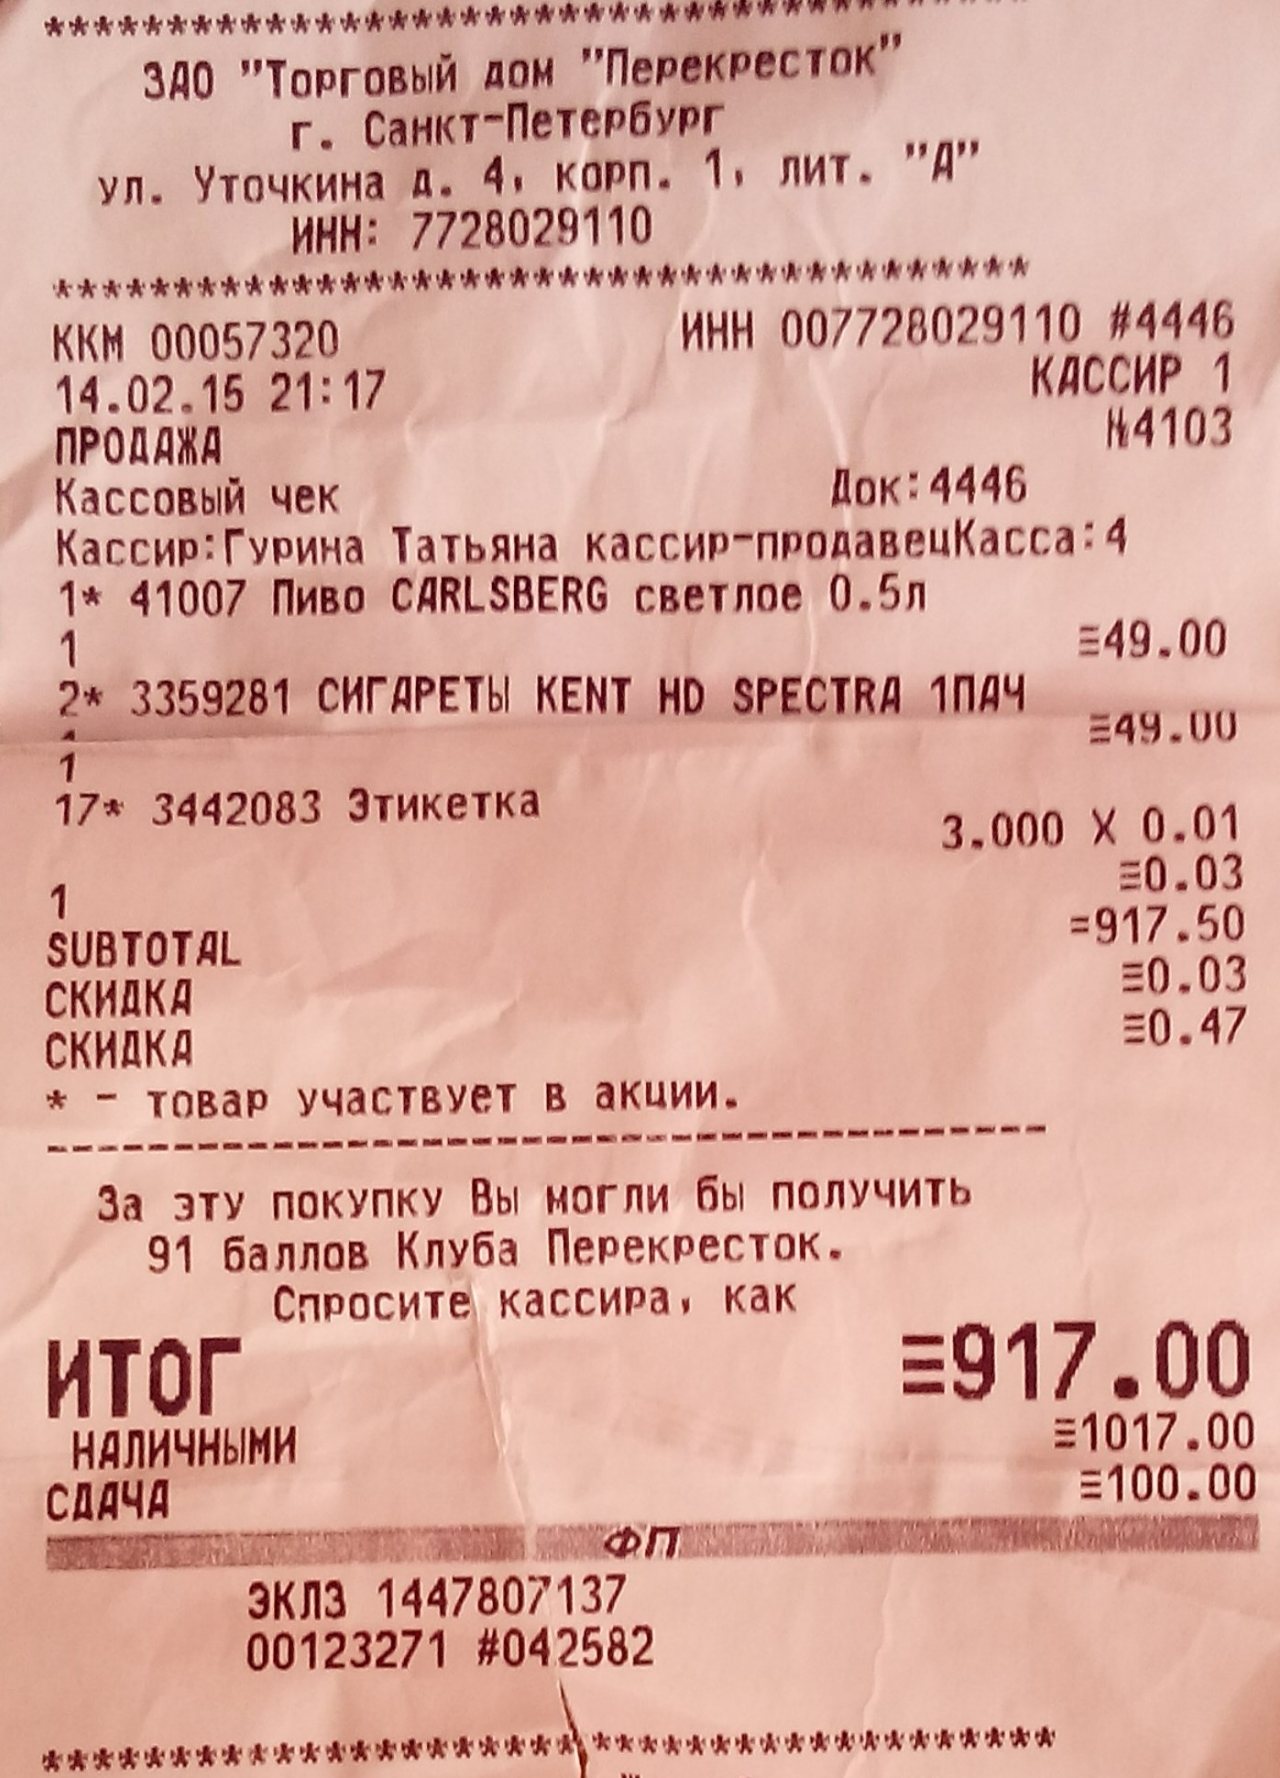 ****************************************
ЗАО "Торговый дом "Перекресток"
г. Санкт-Петербург
ул. Уточкина д. 4, корп. 1, лит. "А"
ИНН: 7728029110
****************************************
ККМ 00057320 ИНН 007728029110 #4446
14.02.15 21:17 КАССИР 1
ПРОДАЖА №4103
Кассовый чек Док:4446
Кассир:Гурина Татьяна кассир-продавецКасса:4
1* 41007 Пиво CARLSBERG светлое 0.5л
1 ≡49.00
2* 3359281 СИГАРЕТЫ KENT HD SPECTRA 1ПАЧ
≡49.00
1
17* 3442083 Этикетка
3.000 X 0.01
1 ≡0.03
SUBTOTAL =917.50
СКИДКА ≡0.03
СКИДКА ≡0.47
* - товар участвует в акции.
----------------------------------------
За эту покупку Вы могли бы получить
91 баллов Клуба Перекресток.
Спросите кассира, как
ИТОГ ≡917.00
НАЛИЧНЫМИ ≡1017.00
СДАЧА ≡100.00
ФП
ЭКЛЗ 1447807137
00123271 #042582
****************************************